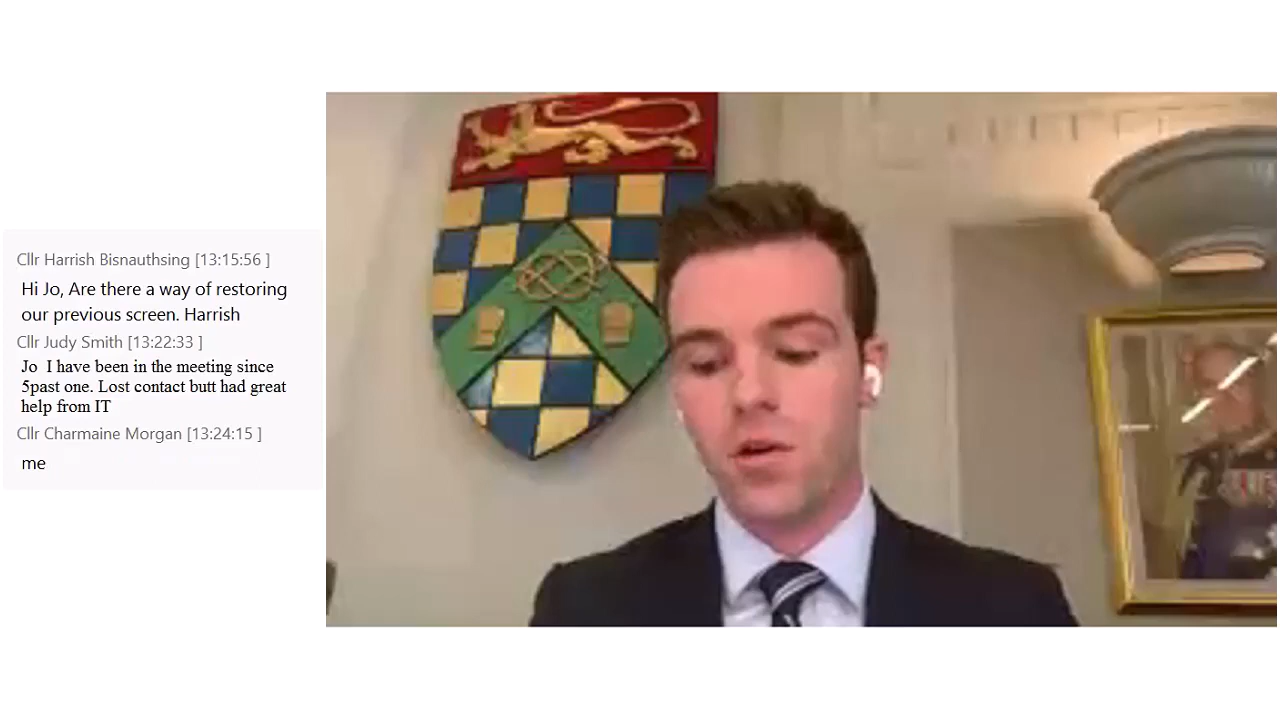 Cllr Harrish Bisnauthsing [13:15:56 ]
Hi Jo, Are there a way of restoring
our previous screen. Harrish
Cllr Judy Smith [13:22:33 ]
Jo  I have been in the meeting since
5past one. Lost contact butt had great
help from IT
Cllr Charmaine Morgan [13:24:15 ]
me